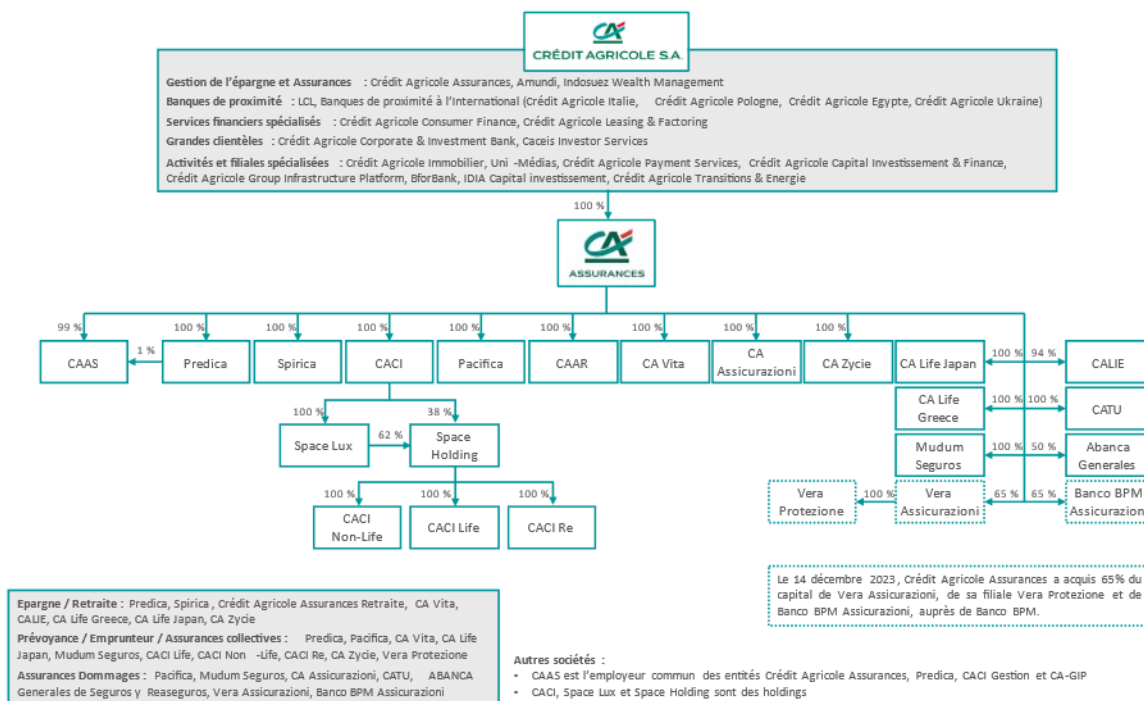 CA
CRÉDIT AGRICOLE S.A.
Gestion de l'épargne et Assurances : Crédit Agricole Assurances, Amundi, Indosuez Wealth Management
Banques de proximité : LCL, Banques de proximité à l'International (Crédit Agricole Italie, Crédit Agricole Pologne, Crédit Agricole Egypte, Crédit Agricole Ukraine)
Services financiers spécialisés : Crédit Agricole Consumer Finance, Crédit Agricole Leasing & Factoring
Grandes clientèles : Crédit Agricole Corporate & Investment Bank, Caceis Investor Services
Activités et filiales spécialisées : Crédit Agricole Immobilier, Uni -Médias, Crédit Agricole Payment Services, Crédit Agricole Capital Investissement & Finance,
Crédit Agricole Group Infrastructure Platform, BforBank, IDIA Capital investissement, Crédit Agricole Transitions & Energie
100 %
CA
ASSURANCES
99 % 100 % 100 % 100 % 100 % 100 % 100 % 100 % 100 %
CAAS 1 % Predica Spirica CACI Pacifica CAAR CA Vita CA Assicurazioni CA Zycie CA Life Japan 100 % 94 % CALIE
CA Life Greece 100 % 100 % CATU
100 % 38 %
Space Lux 62 % Space Holding
Mudum Seguros 100 % 50 % Abanca Generales
Vera Protezione 100 % Vera Assicurazioni 65 % 65 % Banco BPM Assicurazion
100 % 100 % 100 %
CACI Non-Life CACI Life CACI Re
Le 14 décembre 2023, Crédit Agricole Assurances a acquis 65% du
capital de Vera Assicurazioni, de sa filiale Vera Protezione et de
Banco BPM Assicurazioni, auprès de Banco BPM.
Epargne / Retraite : Predica, Spirica , Crédit Agricole Assurances Retraite, CA Vita,
CALIE, CA Life Greece, CA Life Japan, CA Zycie
Prévoyance / Emprunteur / Assurances collectives : Predica, Pacifica, CA Vita, CA Life
Japan, Mudum Seguros, CACI Life, CACI Non -Life, CACI Re, CA Zycie, Vera Protezione
Assurances Dommages : Pacifica, Mudum Seguros, CA Assicurazioni, CATU, ABANCA
Generales de Seguros y Reaseguros, Vera Assicurazioni, Banco BPM Assicurazioni
Autres sociétés :
- CAAS est l'employeur commun des entités Crédit Agricole Assurances, Predica, CACI Gestion et CA-GIP
- CACI, Space Lux et Space Holding sont des holdings